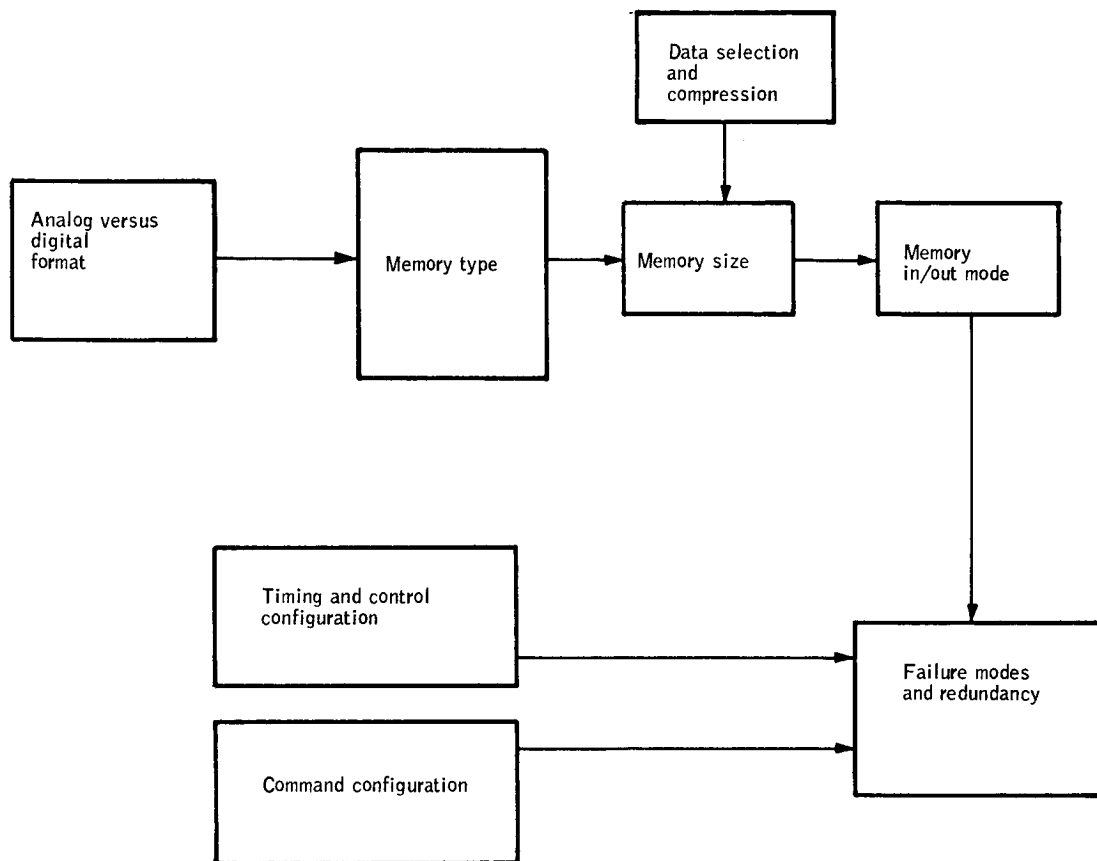 Data selection
and
compression
Analog versus
digital
format
Memory type
Memory size
Memory
in/out mode
Timing and control
configuration
Failure modes
and redundancy
Command configuration